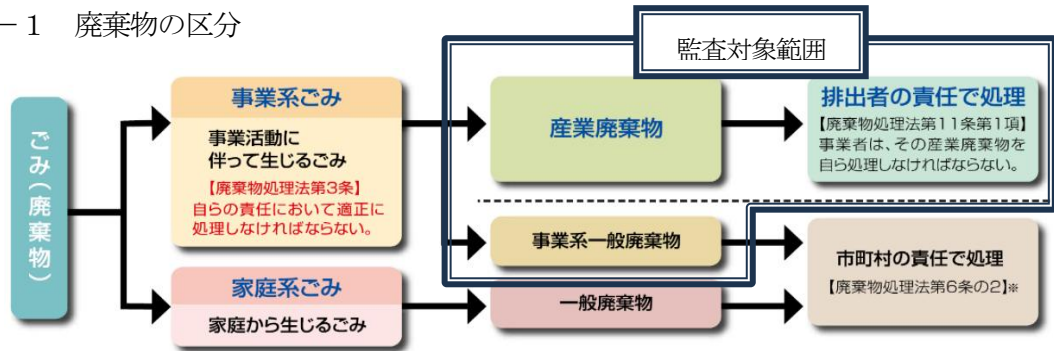 －1 廃棄物の区分
監査対象範囲
ごみ(廃棄物)
事業系ごみ
事業活動に
伴って生じるごみ
【廃棄物処理法第3条】
自らの責任において適正に
処理しなければならない。
産業廃棄物
排出者の責任で処理
【廃棄物処理法第11条第1項】
事業者は、その産業廃棄物を
自ら処理しなければならない。
事業系一般廃棄物
家庭系ごみ
家庭から生じるごみ
一般廃棄物
市町村の責任で処理
【廃棄物処理法第6条の2】※